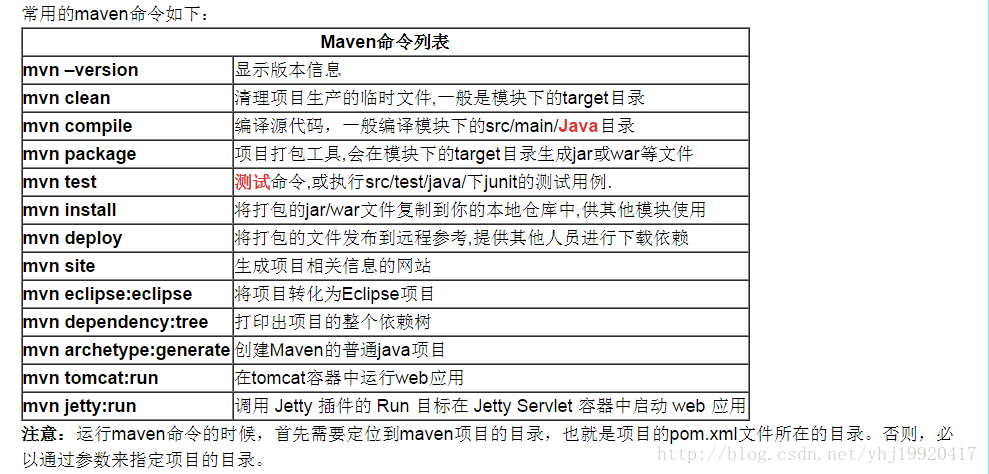 常用的maven命令如下：
Maven命令列表
mvn –version 显示版本信息
mvn clean 清理项目生产的临时文件,一般是模块下的target目录
mvn compile 编译源代码，一般编译模块下的src/main/Java目录
mvn package 项目打包工具,会在模块下的target目录生成jar或war等文件
mvn test 测试命令,或执行src/test/java/下junit的测试用例.
mvn install 将打包的jar/war文件复制到你的本地仓库中,供其他模块使用
mvn deploy 将打包的文件发布到远程参考,提供其他人员进行下载依赖
mvn site 生成项目相关信息的网站
mvn eclipse:eclipse 将项目转化为Eclipse项目
mvn dependency:tree 打印出项目的整个依赖树
mvn archetype:generate 创建Maven的普通java项目
mvn tomcat:run 在tomcat容器中运行web应用
mvn jetty:run 调用 Jetty 插件的 Run 目标在 Jetty Servlet 容器中启动 web 应用
注意：运行maven命令的时候，首先需要定位到maven项目的目录，也就是项目的pom.xml文件所在的目录。否则，必
以通过参数来指定项目的目录。
http://blog.csdn.net/yhj19920417